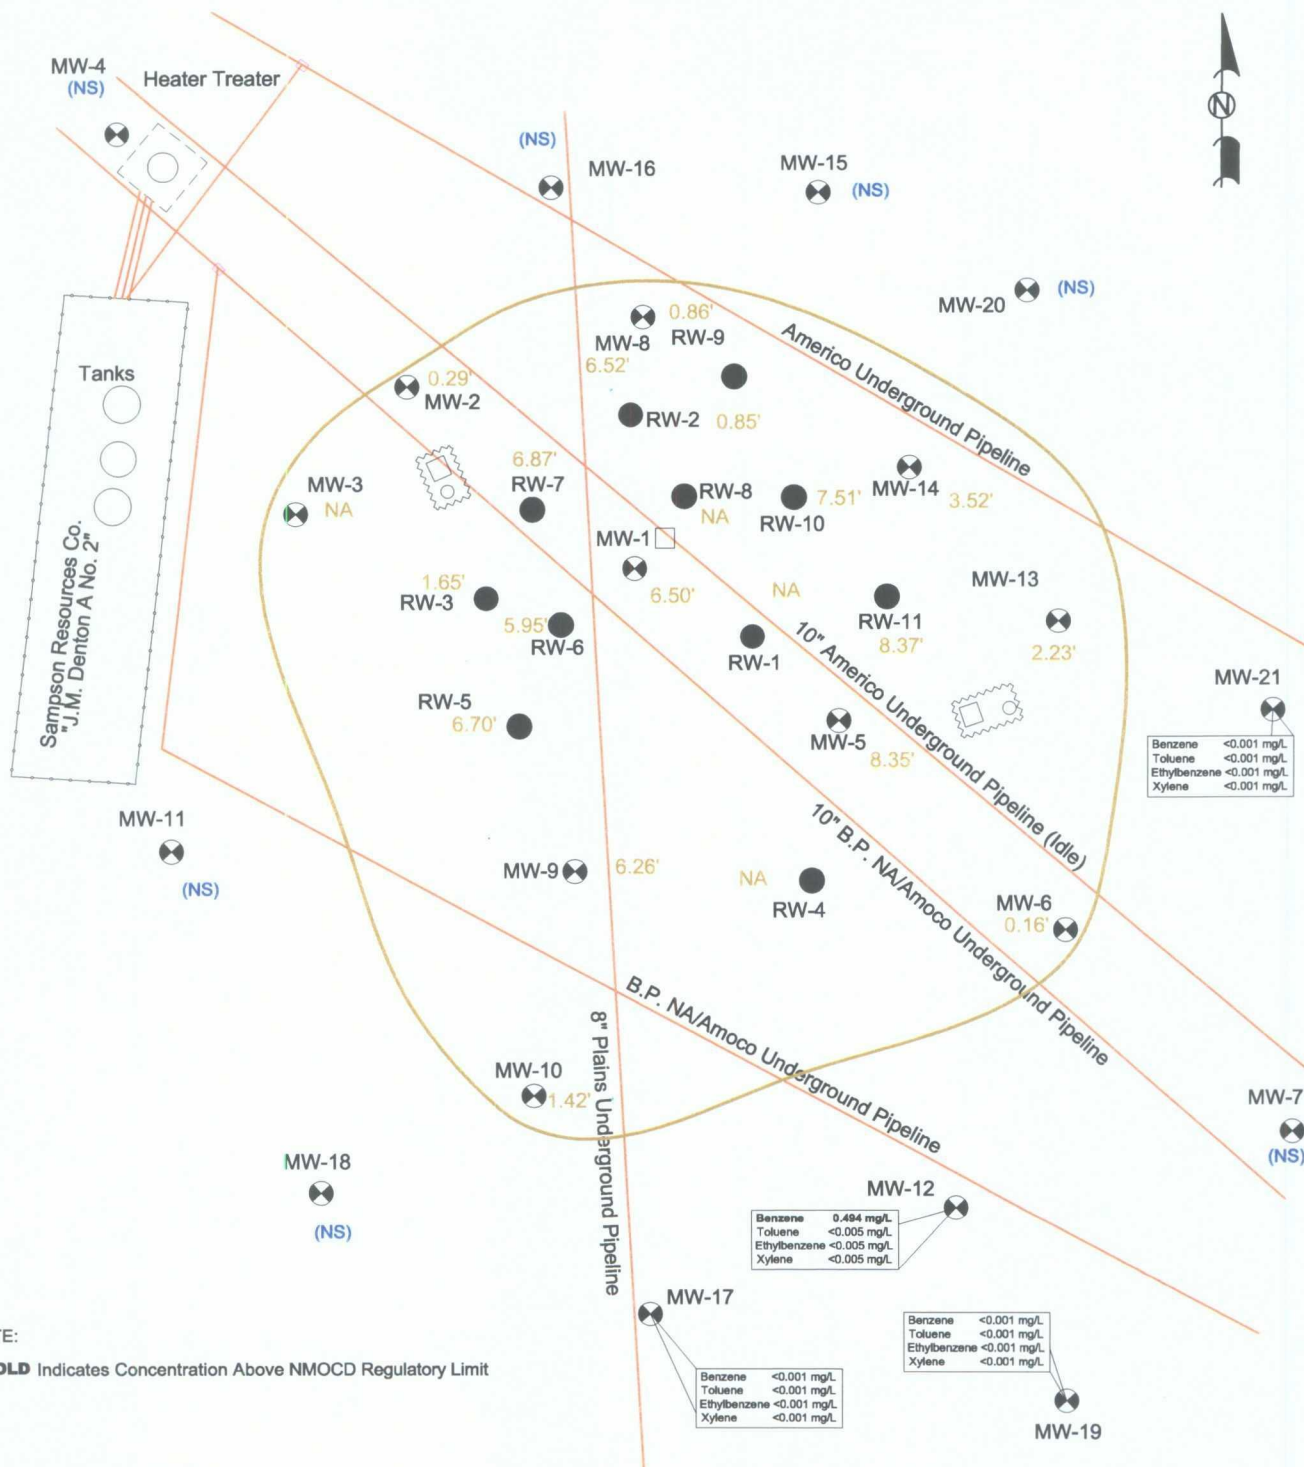 MW-4
(NS)
Heater Treater
N
(NS)
MW-16
MW-15
(NS)
MW-20
(NS)
0.86'
MW-8
RW-9
6.52'
Americo Underground Pipeline
Tanks
0.29'
MW-2
RW-2
0.85'
6.87'
RW-7
MW-3
NA
RW-8
NA
7.51'
RW-10
MW-14
3.52'
MW-1
6.50'
NA
MW-13
2.23'
1.65'
RW-3
5.95'
RW-6
RW-1
RW-11
8.37'
10" Americo Underground Pipeline (Idle)
Sampson Resources Co.
"J.M. Denton A No. 2"
RW-5
6.70'
MW-5
8.35'
MW-21
Benzene <0.001 mg/L
Toluene <0.001 mg/L
Ethylbenzene <0.001 mg/L
Xylene <0.001 mg/L
10" B.P. NA/Amoco Underground Pipeline
MW-11
(NS)
MW-9
6.26'
NA
RW-4
MW-6
0.16'
B.P. NA/Amoco Underground Pipeline
8" Plains Underground Pipeline
MW-10
1.42'
MW-7
(NS)
MW-18
(NS)
MW-12
Benzene 0.494 mg/L
Toluene <0.005 mg/L
Ethylbenzene <0.005 mg/L
Xylene <0.005 mg/L
MW-17
Benzene <0.001 mg/L
Toluene <0.001 mg/L
Ethylbenzene <0.001 mg/L
Xylene <0.001 mg/L
Benzene <0.001 mg/L
Toluene <0.001 mg/L
Ethylbenzene <0.001 mg/L
Xylene <0.001 mg/L
MW-19
TE:
OLD Indicates Concentration Above NMOCD Regulatory Limit